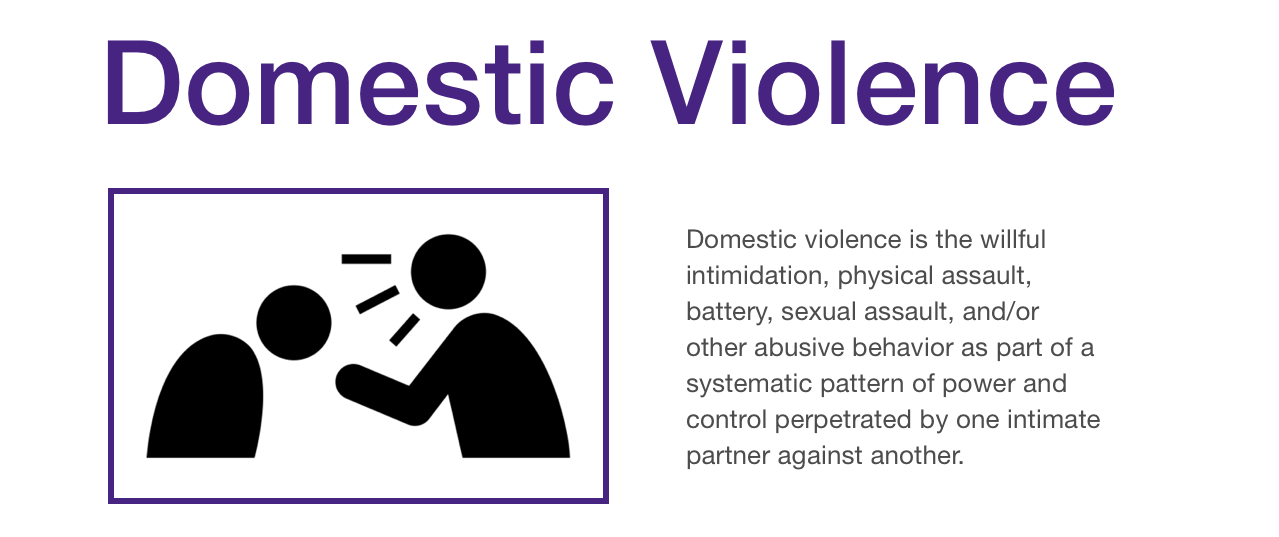 Domestic Violence
Domestic violence is the willful
intimidation, physical assault,
battery, sexual assault, and/or
other abusive behavior as part of a
systematic pattern of power and
control perpetrated by one intimate
partner against another.